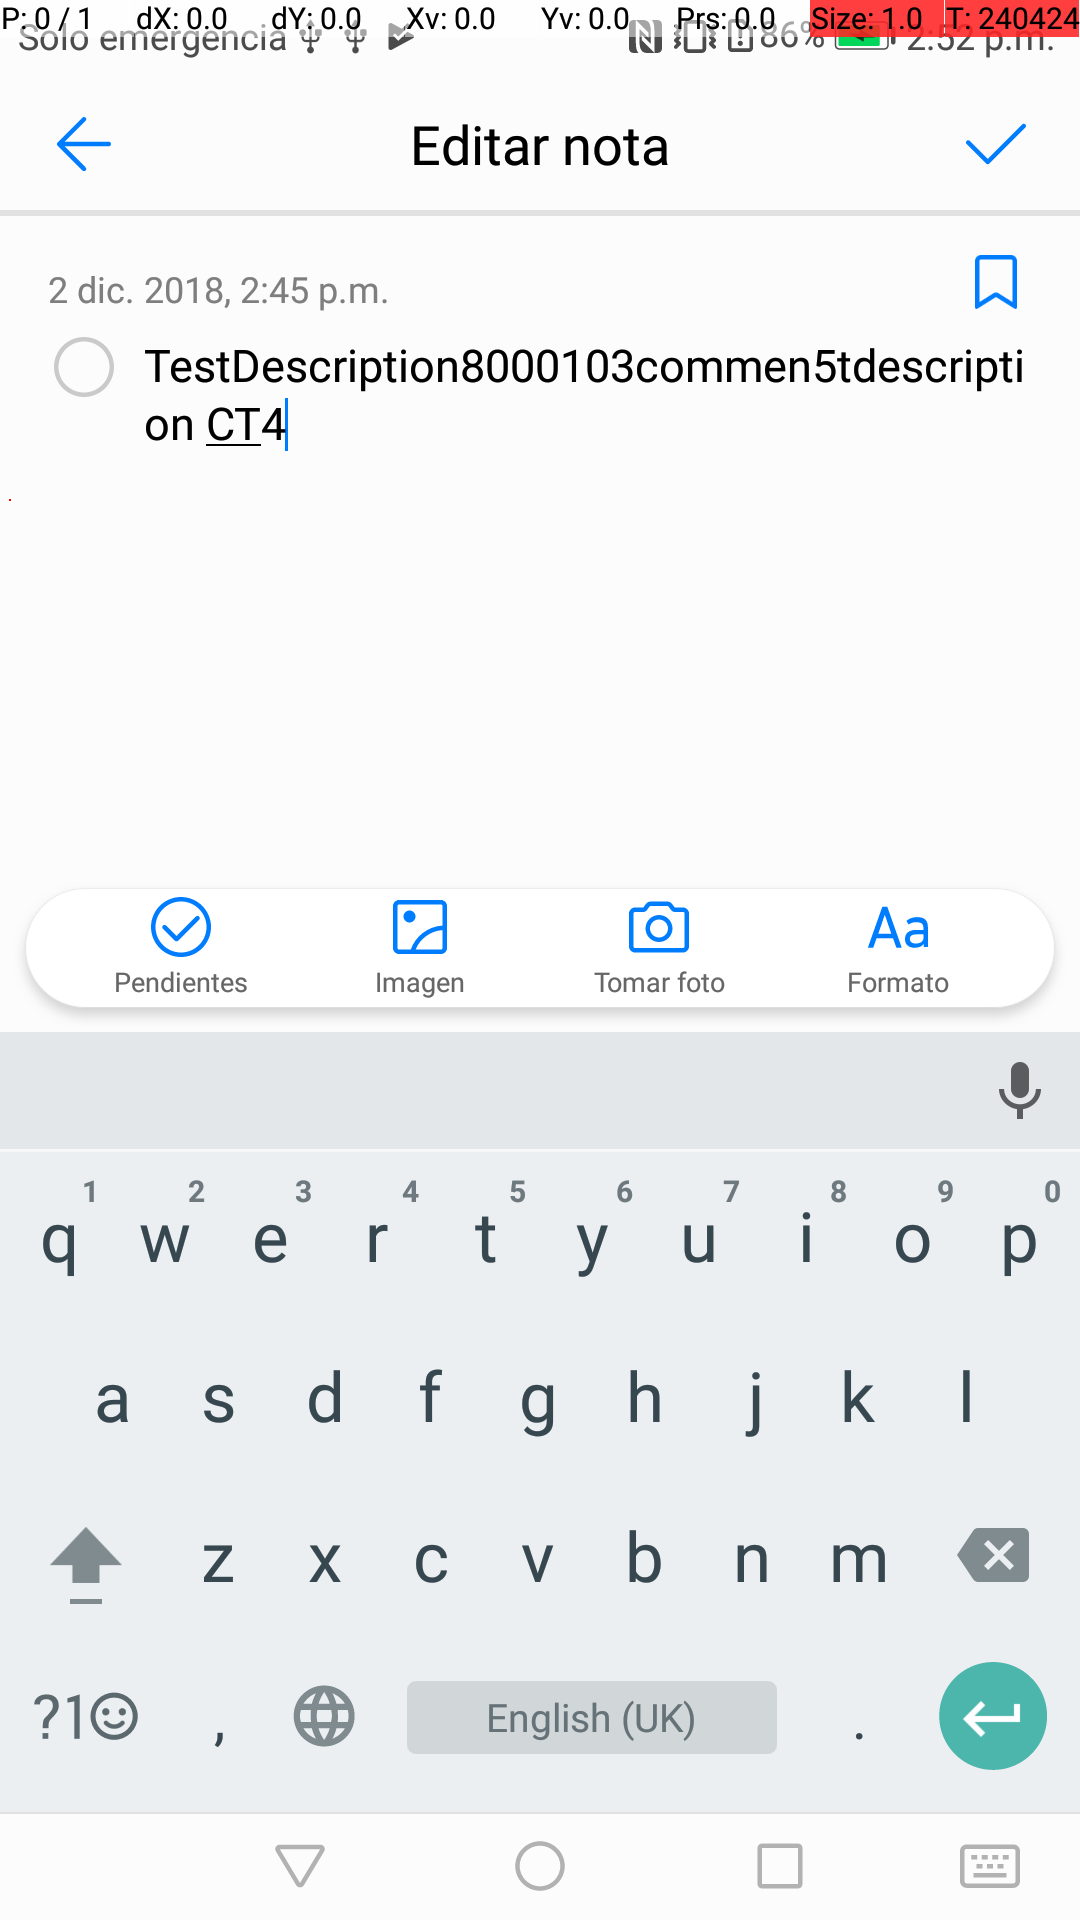 P: 0 / 1 dX: 0.0 dY: 0.0 Xv: 0.0 Yv: 0.0 Prs: 0.0 Size: 1.0 T: 240424
Solo emergencia 86% 2:52 p.m.
Editar nota
2 dic. 2018, 2:45 p.m.
TestDescription8000103commen5tdescripti
on CT4
Pendientes Imagen Tomar foto Formato
Aa
1 2 3 4 5 6 7 8 9 0
q w e r t y u i o p
a s d f g h j k l
z x c v b n m
?1 , English (UK) .